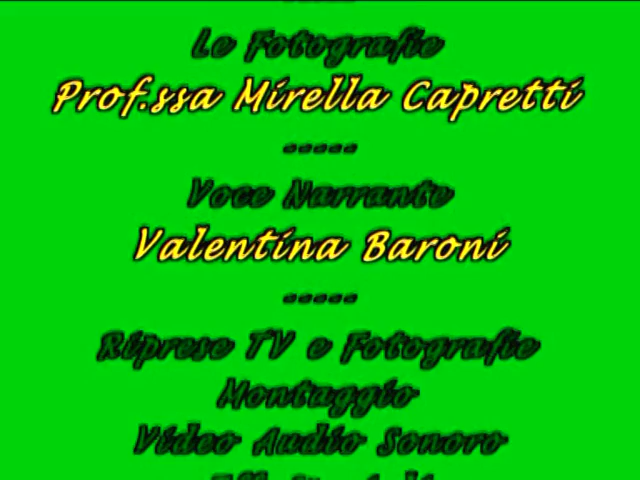 Le Fotografie
Prof.ssa Mirella Capretti
-----
Voce Narrante
Valentina Baroni
-----
Riprese TV e Fotografie
Montaggio
Video Audio Sonoro